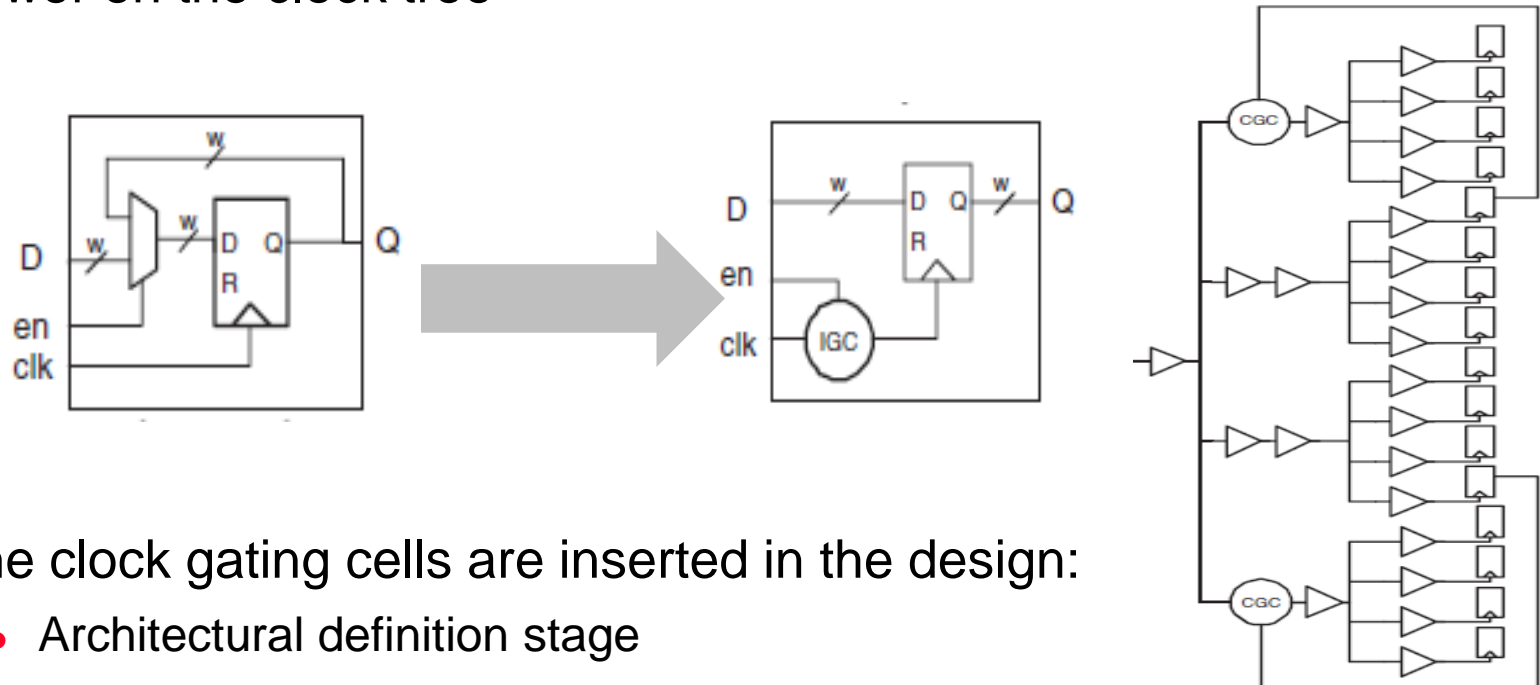 wer on the clock tree
w
D
w
w
D
Q
Q
R
en
clk
D
w
D
Q
w
Q
R
en
clk
IGC
CGC
CGC
ne clock gating cells are inserted in the design:
• Architectural definition stage